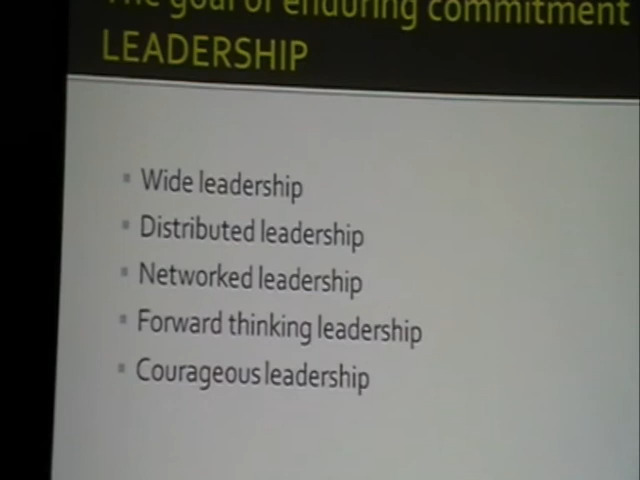 The goal of enduring commitment
LEADERSHIP
Wide leadership
Distributed leadership
Networked leadership
Forward thinking leadership
Courageous leadership